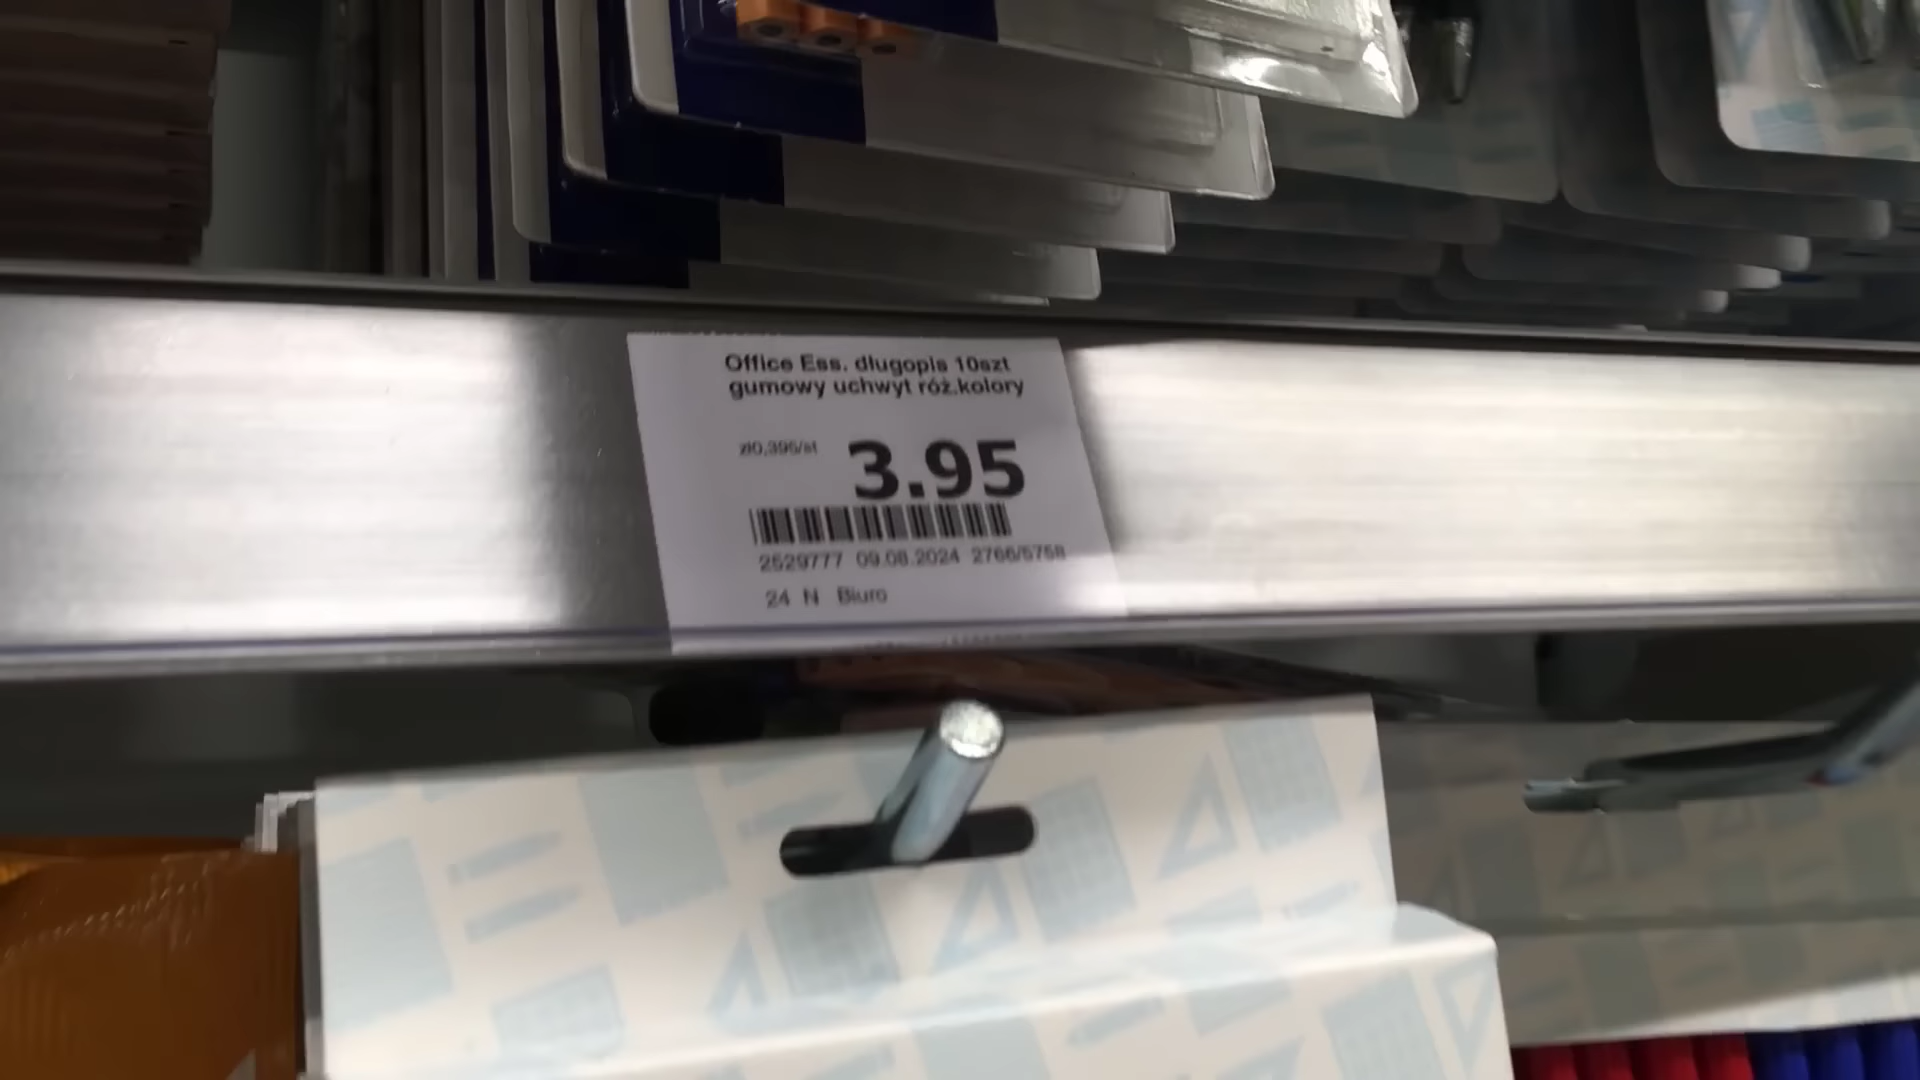 Office Ess. długopis 10szt
gumowy uchwyt róż.kolory
zł0,395/st
3.95
2529777 09.08.2024 2766/5758
24 N Biuro